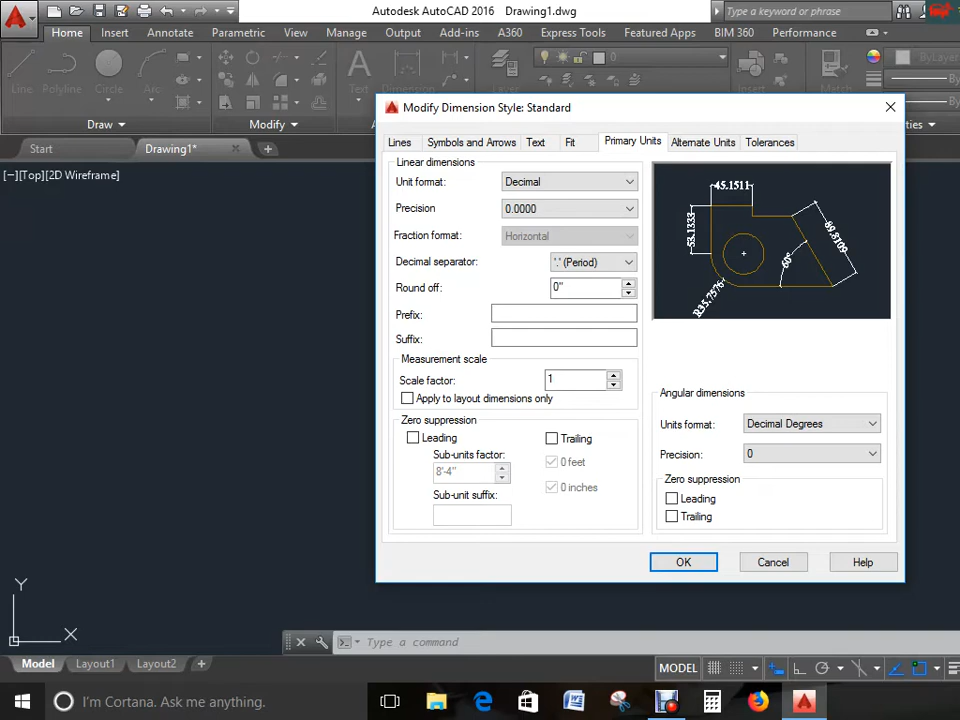 Autodesk AutoCAD 2016 Drawing1.dwg
Type a keyword or phrase
Home Insert Annotate Parametric View Manage Output Add-ins A360 Express Tools Featured Apps BIM 360 Performance
Line Polyline Circle Arc Text 0 ByLayer
Draw Modify
Start Drawing1*
[−][Top][2D Wireframe]
Modify Dimension Style: Standard
Lines Symbols and Arrows Text Fit Primary Units Alternate Units Tolerances
Linear dimensions
Unit format: Decimal
Precision 0.0000
Fraction format: Horizontal
Decimal separator: '.' (Period)
Round off: 0"
Prefix:
Suffix:
Measurement scale
Scale factor: 1
Apply to layout dimensions only
Zero suppression
Leading
Trailing
Sub-units factor:
8'-4"
0 feet
0 inches
Sub-unit suffix:
45.1511
53.1333
89.8109
60°
R35.7576
Angular dimensions
Units format: Decimal Degrees
Precision: 0
Zero suppression
Leading
Trailing
OK Cancel Help
Y
X
Type a command
Model Layout1 Layout2 +
MODEL
I'm Cortana. Ask me anything.